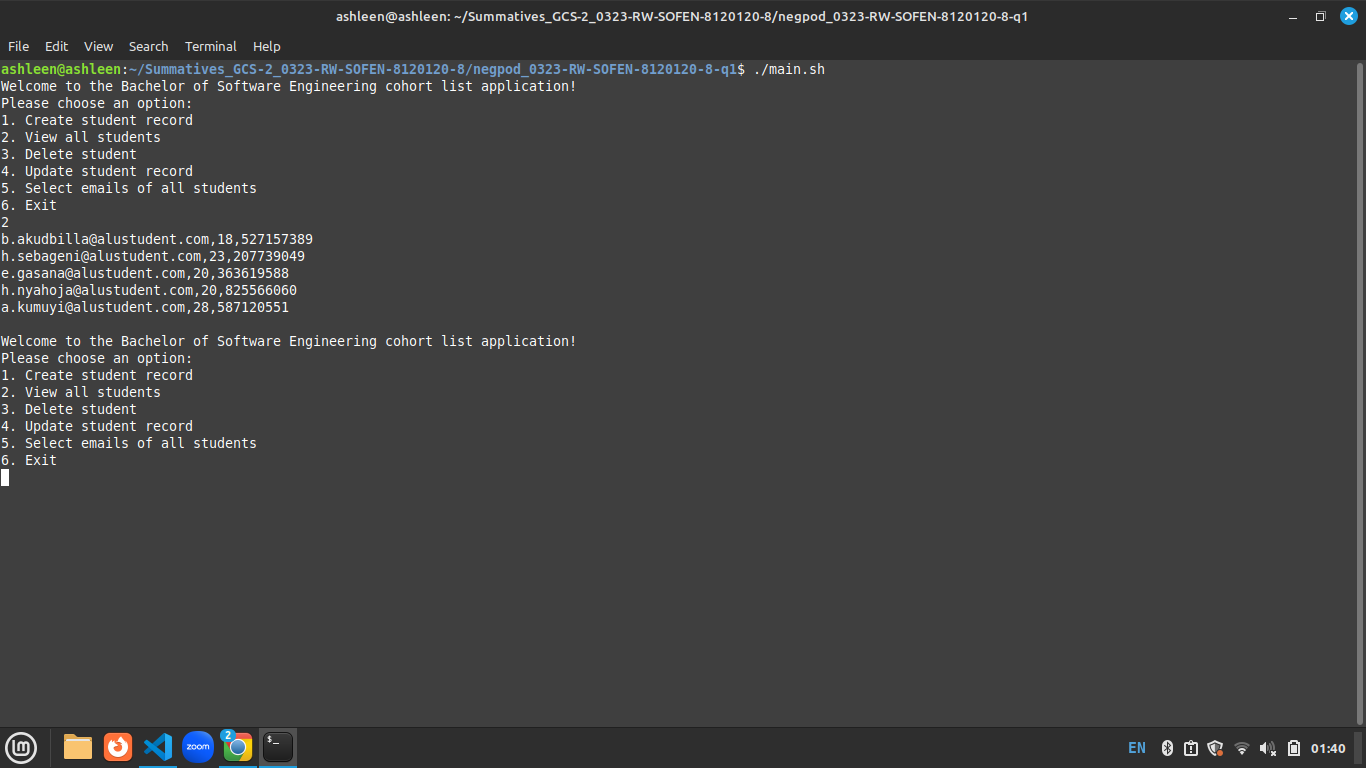 ashleen@ashleen: ~/Summatives_GCS-2_0323-RW-SOFEN-8120120-8/negpod_0323-RW-SOFEN-8120120-8-q1
File Edit View Search Terminal Help
ashleen@ashleen:~/Summatives_GCS-2_0323-RW-SOFEN-8120120-8/negpod_0323-RW-SOFEN-8120120-8-q1$ ./main.sh
Welcome to the Bachelor of Software Engineering cohort list application!
Please choose an option:
1. Create student record
2. View all students
3. Delete student
4. Update student record
5. Select emails of all students
6. Exit
2
b.akudbilla@alustudent.com,18,527157389
h.sebageni@alustudent.com,23,207739049
e.gasana@alustudent.com,20,363619588
h.nyahoja@alustudent.com,20,825566060
a.kumuyi@alustudent.com,28,587120551
Welcome to the Bachelor of Software Engineering cohort list application!
Please choose an option:
1. Create student record
2. View all students
3. Delete student
4. Update student record
5. Select emails of all students
6. Exit
lm zoom 2 $_ EN 01:40